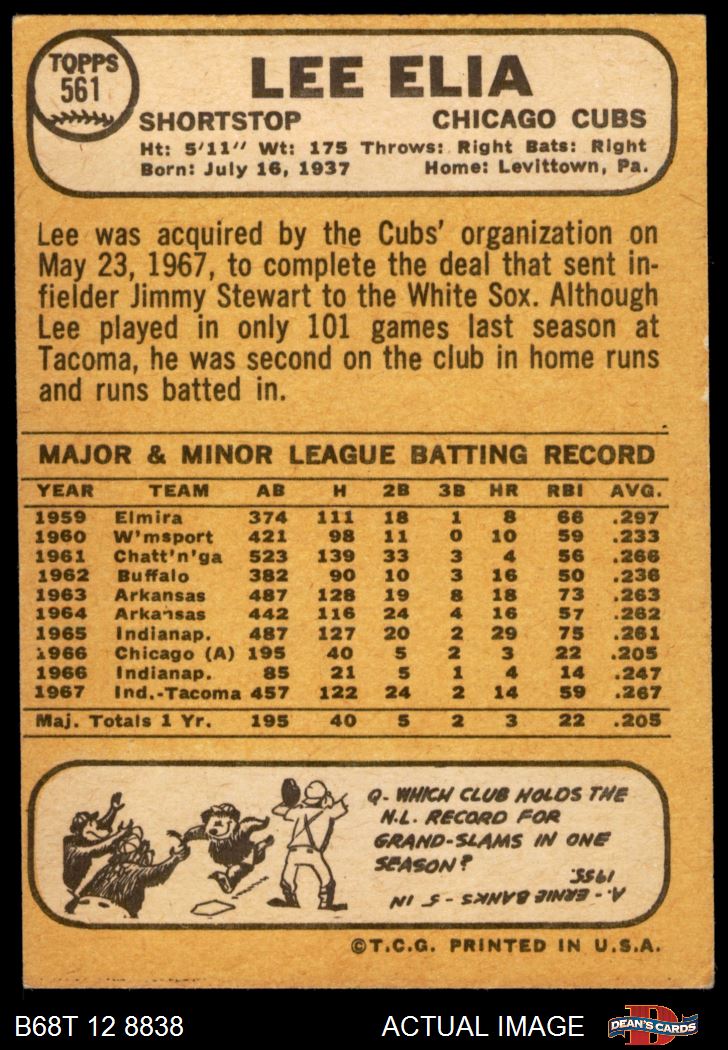 TOPPS
561
LEE ELIA
SHORTSTOP CHICAGO CUBS
Ht: 5'11" Wt: 175 Throws: Right Bats: Right
Born: July 16, 1937 Home: Levittown, Pa.
Lee was acquired by the Cubs' organization on
May 23, 1967, to complete the deal that sent in-
fielder Jimmy Stewart to the White Sox. Although
Lee played in only 101 games last season at
Tacoma, he was second on the club in home runs
and runs batted in.
MAJOR & MINOR LEAGUE BATTING RECORD
YEAR TEAM AB H 2B 3B HR RBI AVG.
1959 Elmira 374 111 18 1 8 66 .297
1960 W'msport 421 98 11 0 10 59 .233
1961 Chatt'n'ga 523 139 33 3 4 56 .266
1962 Buffalo 382 90 10 3 16 50 .236
1963 Arkansas 487 128 19 8 18 73 .263
1964 Arkansas 442 116 24 4 16 57 .262
1965 Indianap. 487 127 20 2 29 75 .261
1966 Chicago (A) 195 40 5 2 3 22 .205
1966 Indianap. 85 21 5 1 4 14 .247
1967 Ind.-Tacoma 457 122 24 2 14 59 .267
Maj. Totals 1 Yr. 195 40 5 2 3 22 .205
Q- WHICH CLUB HOLDS THE
N.L. RECORD FOR
GRAND-SLAMS IN ONE
SEASON?
A- ERNIE BANKS - 5 IN
1955.
©T.C.G. PRINTED IN U.S.A.
B68T 12 8838 ACTUAL IMAGE DEAN'S CARDS